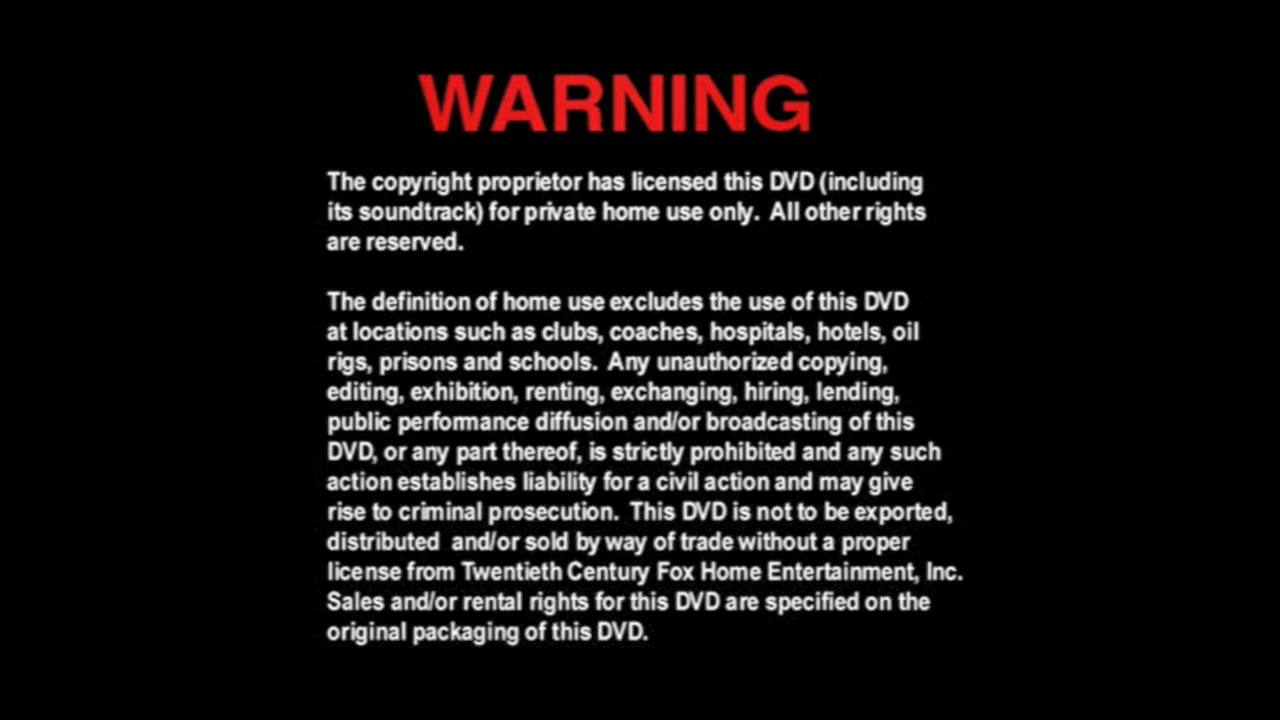 WARNING
The copyright proprietor has licensed this DVD (including
its soundtrack) for private home use only.  All other rights
are reserved.
The definition of home use excludes the use of this DVD
at locations such as clubs, coaches, hospitals, hotels, oil
rigs, prisons and schools.  Any unauthorized copying,
editing, exhibition, renting, exchanging, hiring, lending,
public performance diffusion and/or broadcasting of this
DVD, or any part thereof, is strictly prohibited and any such
action establishes liability for a civil action and may give
rise to criminal prosecution.  This DVD is not to be exported,
distributed  and/or sold by way of trade without a proper
license from Twentieth Century Fox Home Entertainment, Inc.
Sales and/or rental rights for this DVD are specified on the
original packaging of this DVD.